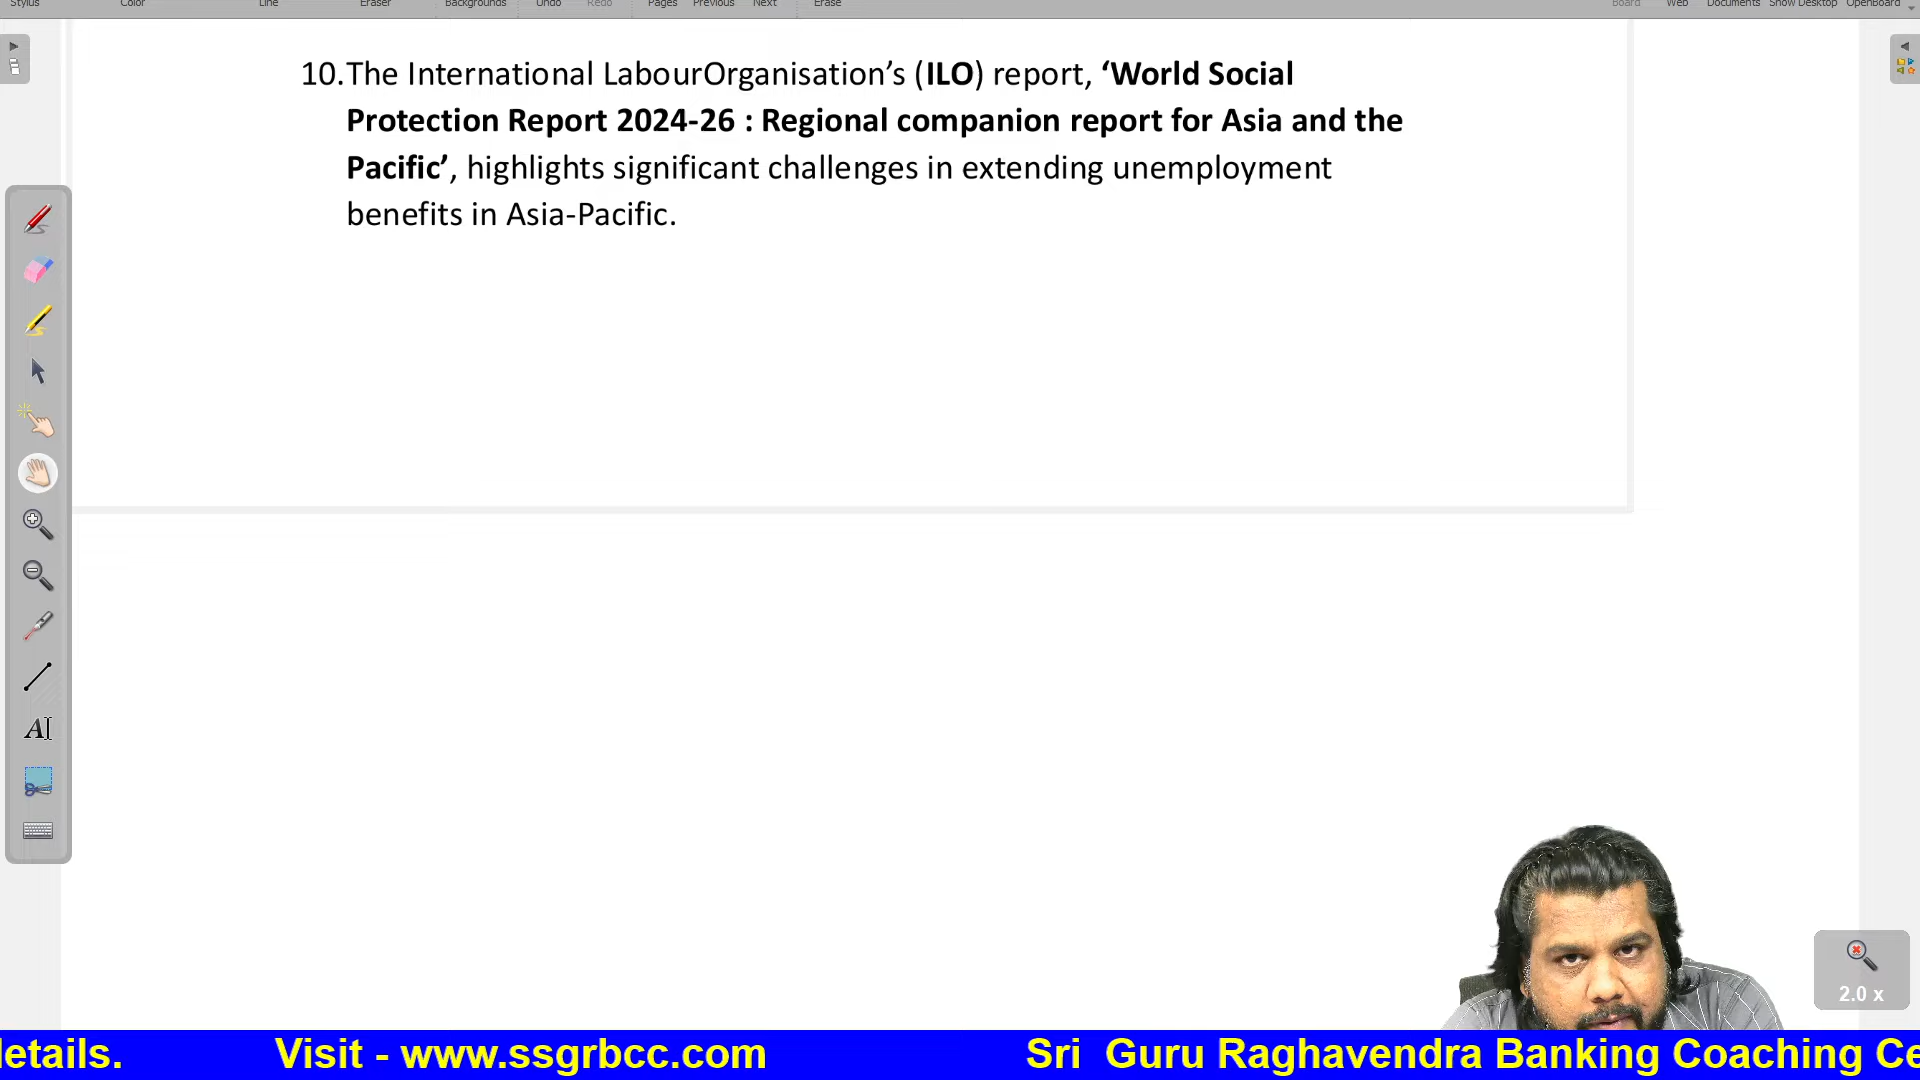 Stylus Color Line Eraser Backgrounds Undo Redo Pages Previous Next Erase Board Web Documents Show Desktop OpenBoard
10.The International LabourOrganisation’s (ILO) report, ‘World Social
Protection Report 2024-26 : Regional companion report for Asia and the
Pacific’, highlights significant challenges in extending unemployment
benefits in Asia-Pacific.
AI
2.0 x
etails. Visit - www.ssgrbcc.com Sri Guru Raghavendra Banking Coaching Ce